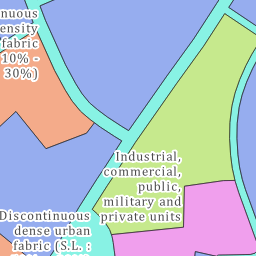 nuous
ensity
fabric
10% -
30%)
Industrial,
commercial,
public,
military and
private units
Discontinuous
dense urban
fabric (S.L. :